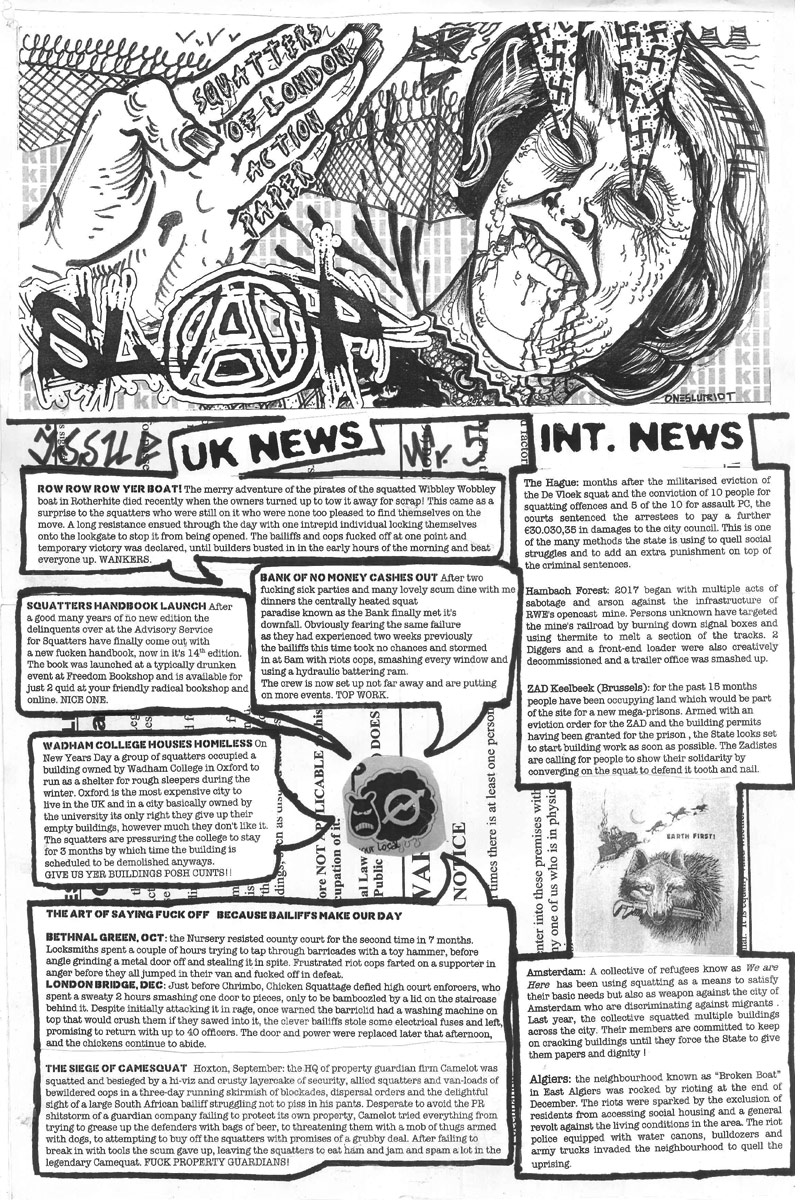 SQUATTERS
OF LONDON
ACTION
PAPER
SLAP
kill kill kill
ONESLUTRIOT
ISSUE
Nr. 5
UK NEWS
ROW ROW ROW YER BOAT! The merry adventure of the pirates of the squatted Wibbley Wobbley
boat in Rotherhite died recently when the owners turned up to tow it away for scrap! This came as a
surprise to the squatters who were still on it who were none too pleased to find themselves on the
move. A long resistance ensued through the day with one intrepid individual locking themselves
onto the lockgate to stop it from being opened. The bailiffs and cops fucked off at one point and
temporary victory was declared, until builders busted in in the early hours of the morning and beat
everyone up. WANKERS.
SQUATTERS HANDBOOK LAUNCH After
a good many years of no new edition the
delinquents over at the Advisory Service
for Squatters have finally come out with
a new fucken handbook, now in it's 14th edition.
The book was launched at a typically drunken
event at Freedom Bookshop and is available for
just 2 quid at your friendly radical bookshop and
online. NICE ONE.
BANK OF NO MONEY CASHES OUT After two
fucking sick parties and many lovely scum dine with me
dinners the centrally heated squat
paradise known as the Bank finally met it's
downfall. Obviously fearing the same failure
as they had experienced two weeks previously
the bailiffs this time took no chances and stormed
in at 5am with riots cops, smashing every window and
using a hydraulic battering ram.
The crew is now set up not far away and are putting
on more events. TOP WORK.
WADHAM COLLEGE HOUSES HOMELESS On
New Years Day a group of squatters occupied a
building owned by Wadham College in Oxford to
run as a shelter for rough sleepers during the
winter. Oxford is the most expensive city to
live in the UK and in a city basically owned by
the university its only right they give up their
empty buildings, however much they don't like it.
The squatters are pressuring the college to stay
for 3 months by which time the building is
scheduled to be demolished anyways.
GIVE US YER BUILDINGS POSH CUNTS!!
NOTICE
THE ART OF SAYING FUCK OFF BECAUSE BAILIFFS MAKE OUR DAY
BETHNAL GREEN, OCT: the Nursery resisted county court for the second time in 7 months.
Locksmiths spent a couple of hours trying to tap through barricades with a toy hammer, before
angle grinding a metal door off and stealing it in spite. Frustrated riot cops farted on a supporter in
anger before they all jumped in their van and fucked off in defeat.
LONDON BRIDGE, DEC: Just before Chrimbo, Chicken Squattage defied high court enforcers, who
spent a sweaty 2 hours smashing one door to pieces, only to be bamboozled by a lid on the staircase
behind it. Despite initially attacking it in rage, once warned the barriclid had a washing machine on
top that would crush them if they sawed into it, the clever bailiffs stole some electrical fuses and left,
promising to return with up to 40 officers. The door and power were replaced later that afternoon,
and the chickens continue to abide.
THE SIEGE OF CAMESQUAT Hoxton, September: the HQ of property guardian firm Camelot was
squatted and besieged by a hi-viz and crusty layercake of security, allied squatters and van-loads of
bewildered cops in a three-day running skirmish of blockades, dispersal orders and the delightful
sight of a large South African bailiff struggling not to piss in his pants. Desperate to avoid the PR
shitstorm of a guardian company failing to protect its own property, Camelot tried everything from
trying to grease up the defenders with bags of beer, to threatening them with a mob of thugs armed
with dogs, to attempting to buy off the squatters with promises of a grubby deal. After failing to
break in with tools the scum gave up, leaving the squatters to eat ham and jam and spam a lot in the
legendary Camequat. FUCK PROPERTY GUARDIANS!
INT. NEWS
The Hague: months after the militarised eviction of
the De Vloek squat and the conviction of 10 people for
squatting offences and 5 of the 10 for assault PC, the
courts sentenced the arrestees to pay a further
€30.030,35 in damages to the city council. This is one
of the many methods the state is using to quell social
struggles and to add an extra punishment on top of
the criminal sentences.
Hambach Forest: 2017 began with multiple acts of
sabotage and arson against the infrastructure of
RWE's opencast mine. Persons unknown have targeted
the mine's railroad by burning down signal boxes and
using thermite to melt a section of the tracks. 2
Diggers and a front-end loader were also creatively
decommissioned and a trailer office was smashed up.
ZAD Keelbeek (Brussels): for the past 18 months
people have been occupying land which would be part
of the site for a new mega-prisons. Armed with an
eviction order for the ZAD and the building permits
having been granted for the prison , the State looks set
to start building work as soon as possible. The Zadistes
are calling for people to show their solidarity by
converging on the squat to defend it tooth and nail.
EARTH FIRST!
Amsterdam: A collective of refugees know as We are
Here has been using squatting as a means to satisfy
their basic needs but also as weapon against the city of
Amsterdam who are discriminating against migrants .
Last year, the collective squatted multiple buildings
across the city. Their members are committed to keep
on cracking buildings until they force the State to give
them papers and dignity !
Algiers: the neighbourhood known as "Broken Boat"
in East Algiers was rocked by rioting at the end of
December. The riots were sparked by the exclusion of
residents from accessing social housing and a general
revolt against the living conditions in the area. The riot
police equipped with water canons, bulldozers and
army trucks invaded the neighbourhood to quell the
uprising.